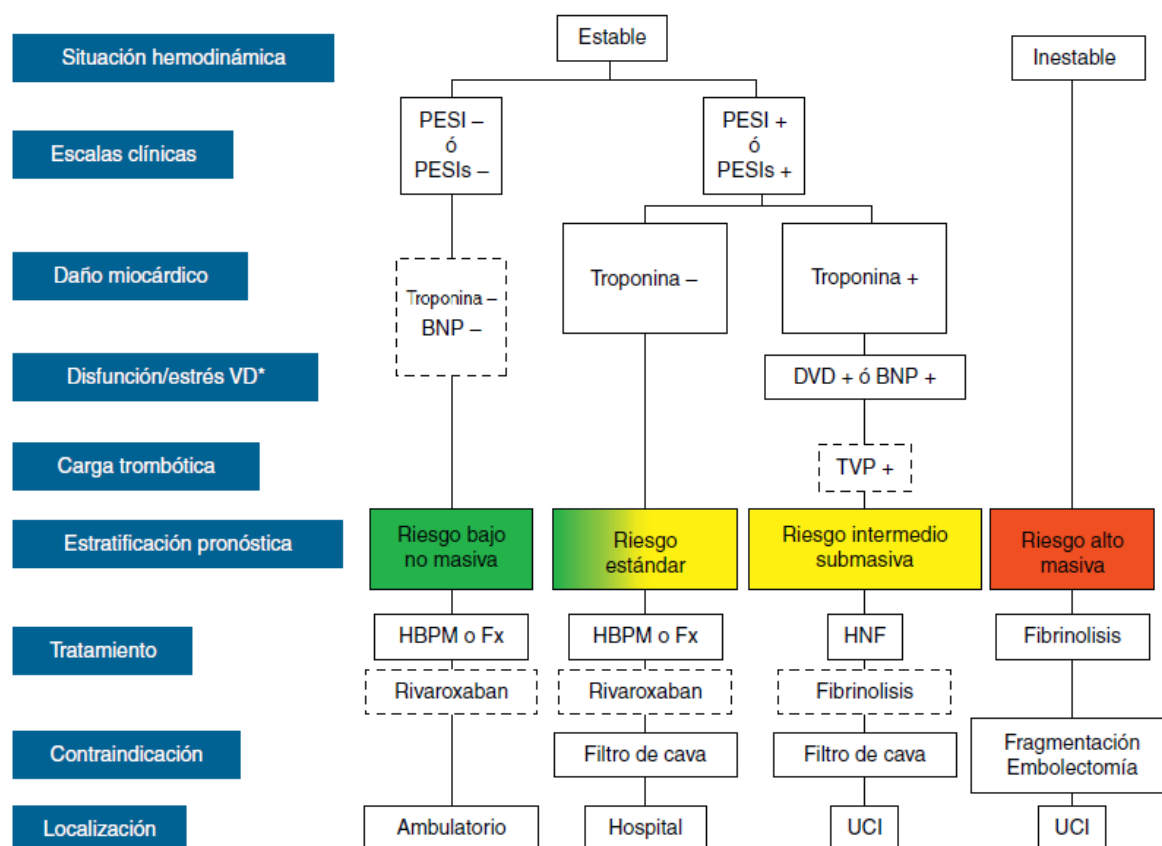 Situación hemodinámica
Estable
Inestable
Escalas clínicas
PESI –
ó
PESIs –
PESI +
ó
PESIs +
Daño miocárdico
Troponina –
BNP –
Troponina –
Troponina +
Disfunción/estrés VD*
DVD + ó BNP +
Carga trombótica
TVP +
Estratificación pronóstica
Riesgo bajo
no masiva
Riesgo
estándar
Riesgo intermedio
submasiva
Riesgo alto
masiva
Tratamiento
HBPM o Fx
HBPM o Fx
HNF
Fibrinolisis
Rivaroxaban
Rivaroxaban
Fibrinolisis
Contraindicación
Filtro de cava
Filtro de cava
Fragmentación
Embolectomía
Localización
Ambulatorio
Hospital
UCI
UCI